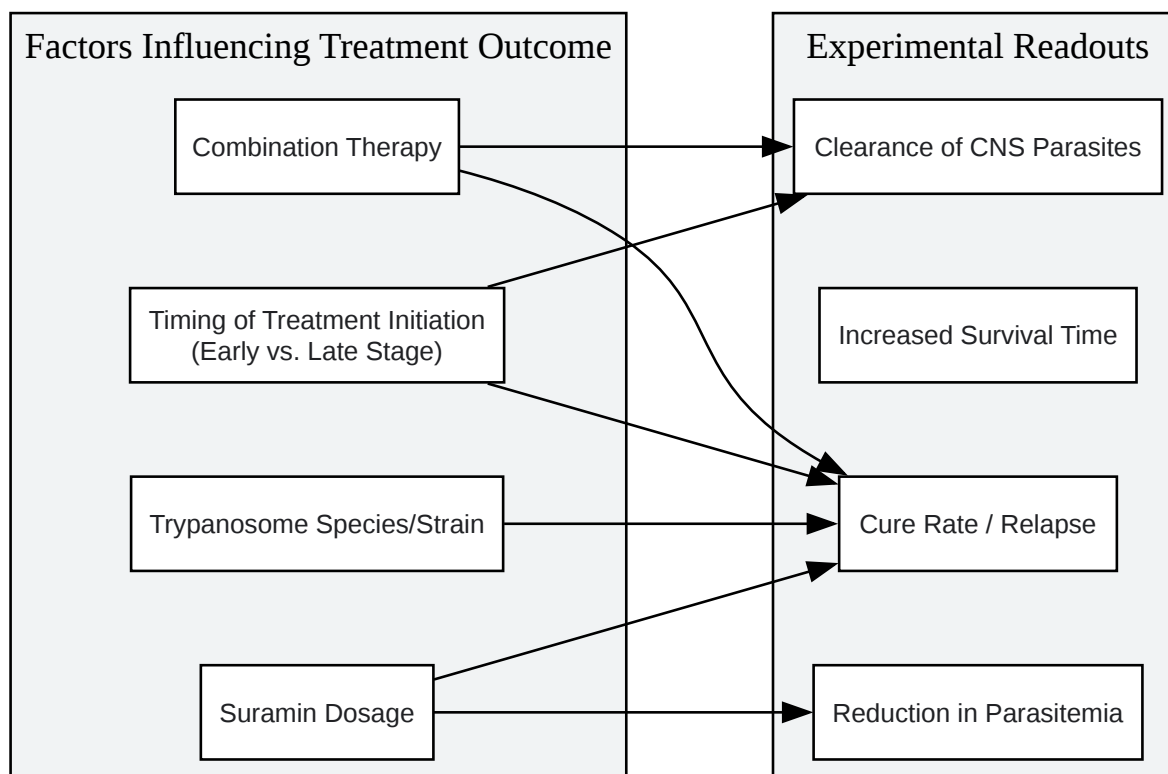 Factors Influencing Treatment Outcome
Combination Therapy
Timing of Treatment Initiation
(Early vs. Late Stage)
Trypanosome Species/Strain
Suramin Dosage
Experimental Readouts
Clearance of CNS Parasites
Increased Survival Time
Cure Rate / Relapse
Reduction in Parasitemia